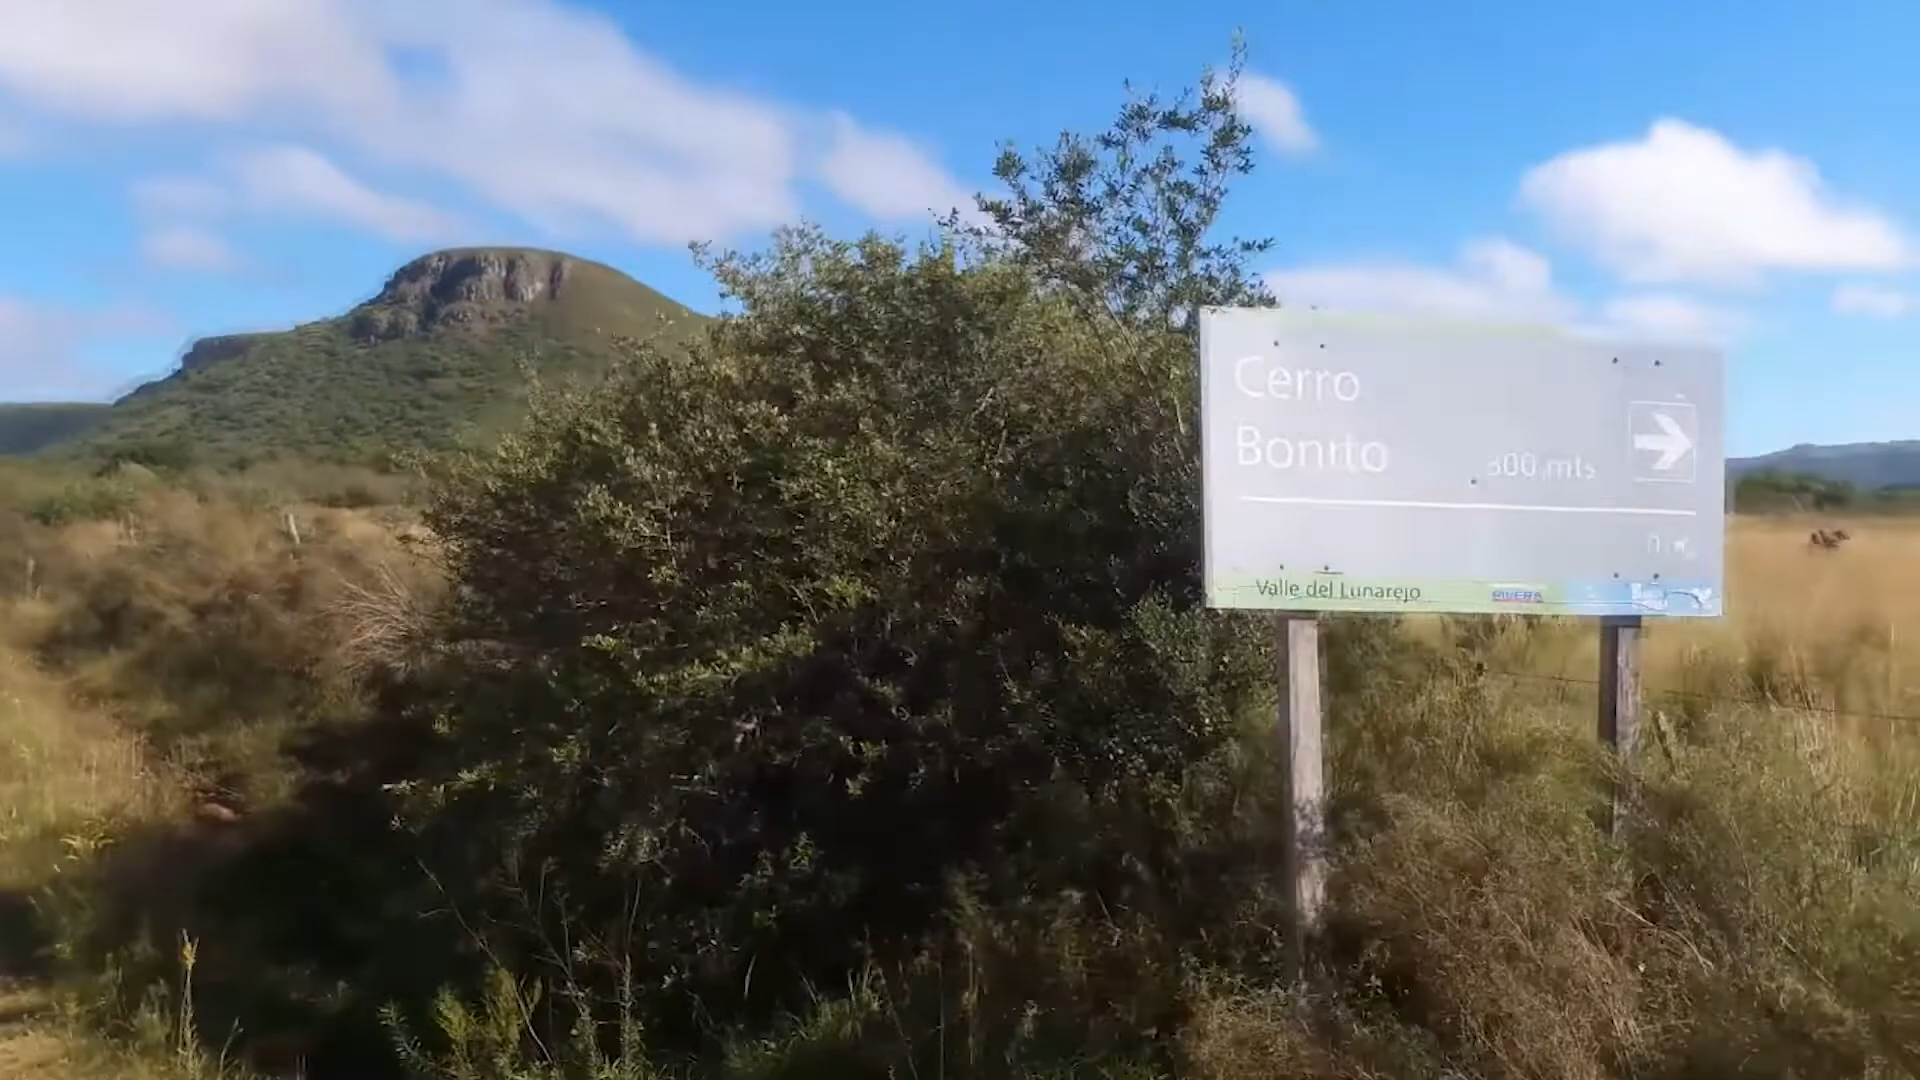 Cerro
Bonito
300 mts
Valle del Lunarejo
RIVERA